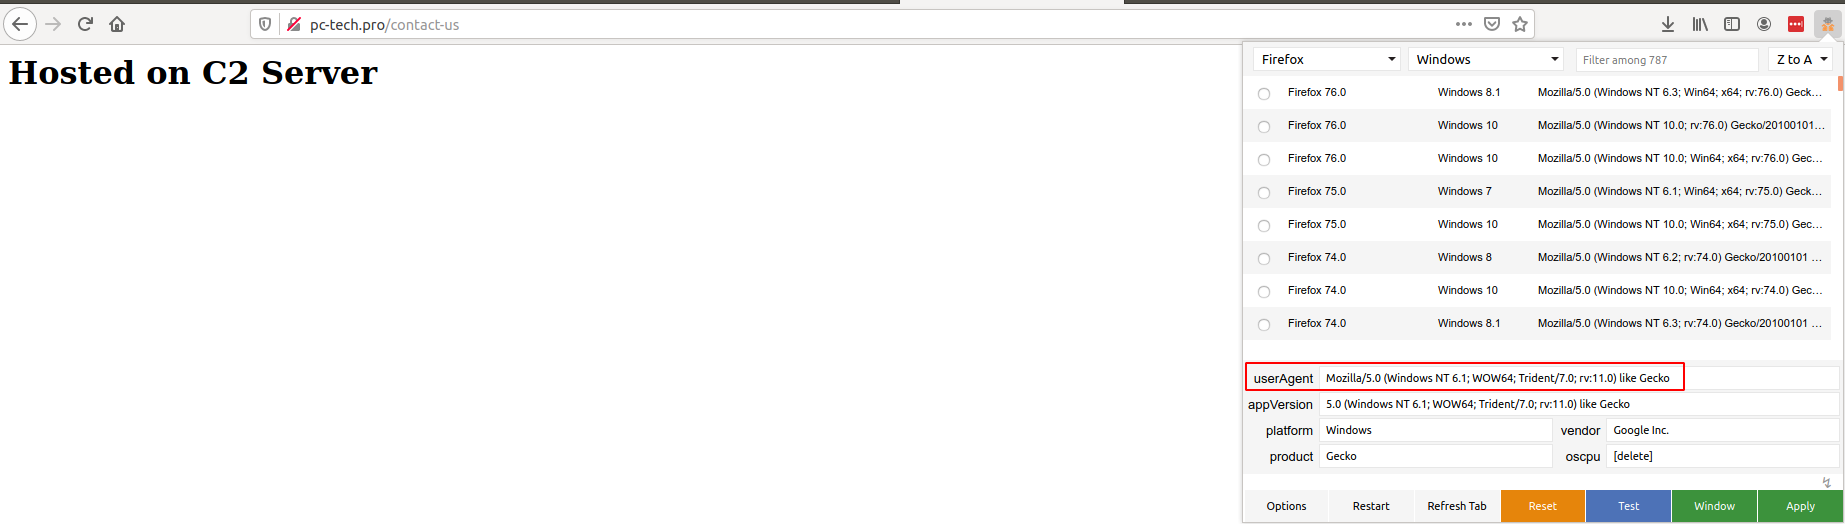 pc-tech.pro/contact-us
Hosted on C2 Server
Firefox Windows Filter among 787 Z to A
Firefox 76.0 Windows 8.1 Mozilla/5.0 (Windows NT 6.3; Win64; x64; rv:76.0) Geck...
Firefox 76.0 Windows 10 Mozilla/5.0 (Windows NT 10.0; rv:76.0) Gecko/20100101...
Firefox 76.0 Windows 10 Mozilla/5.0 (Windows NT 10.0; Win64; x64; rv:76.0) Gec...
Firefox 75.0 Windows 7 Mozilla/5.0 (Windows NT 6.1; Win64; x64; rv:75.0) Geck...
Firefox 75.0 Windows 10 Mozilla/5.0 (Windows NT 10.0; Win64; x64; rv:75.0) Gec...
Firefox 74.0 Windows 8 Mozilla/5.0 (Windows NT 6.2; rv:74.0) Gecko/20100101 ...
Firefox 74.0 Windows 10 Mozilla/5.0 (Windows NT 10.0; Win64; x64; rv:74.0) Gec...
Firefox 74.0 Windows 8.1 Mozilla/5.0 (Windows NT 6.3; rv:74.0) Gecko/20100101 ...
userAgent Mozilla/5.0 (Windows NT 6.1; WOW64; Trident/7.0; rv:11.0) like Gecko
appVersion 5.0 (Windows NT 6.1; WOW64; Trident/7.0; rv:11.0) like Gecko
platform Windows vendor Google Inc.
product Gecko oscpu [delete]
Options Restart Refresh Tab Reset Test Window Apply